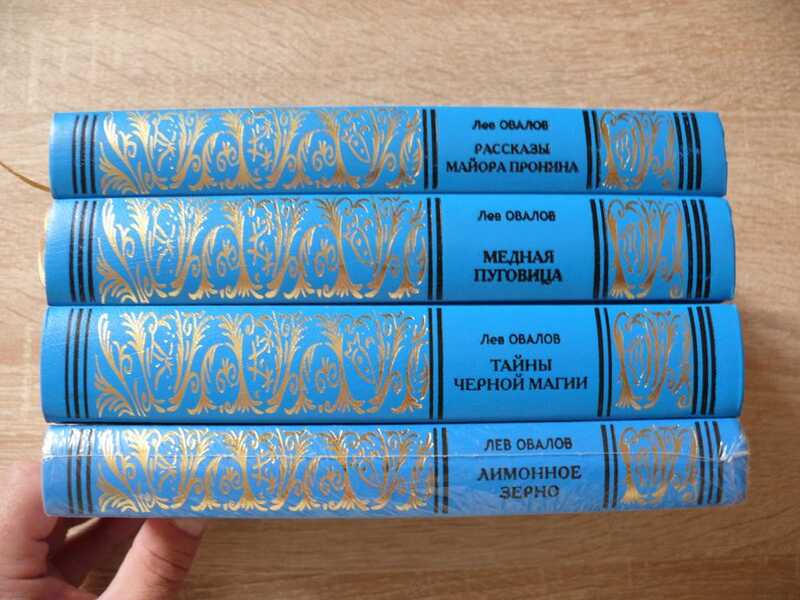 Лев ОВАЛОВ
РАССКАЗЫ
МАЙОРА ПРОНИНА
Лев ОВАЛОВ
МЕДНАЯ
ПУГОВИЦА
Лев ОВАЛОВ
ТАЙНЫ
ЧЕРНОЙ МАГИИ
ЛЕВ ОВАЛОВ
ЛИМОННОЕ
ЗЕРНО